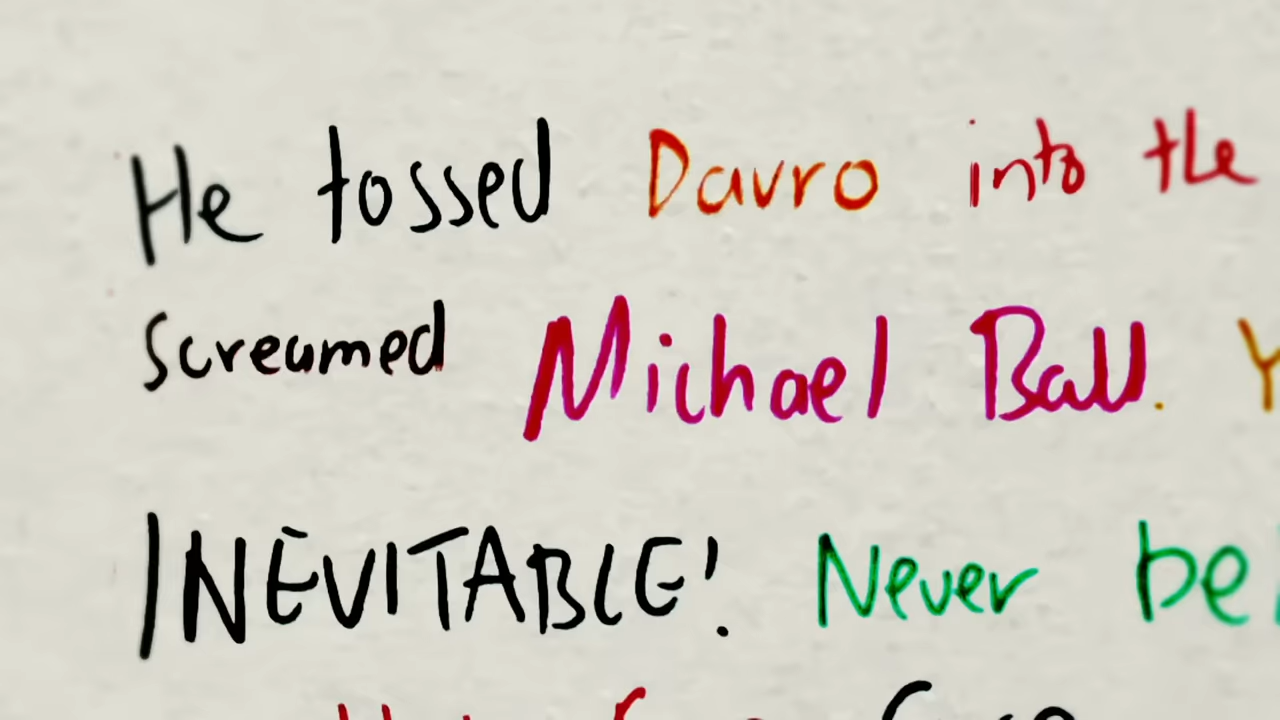 He tossed Davro into the
screamed Michael Ball. Y
INEVITABLE! Never be